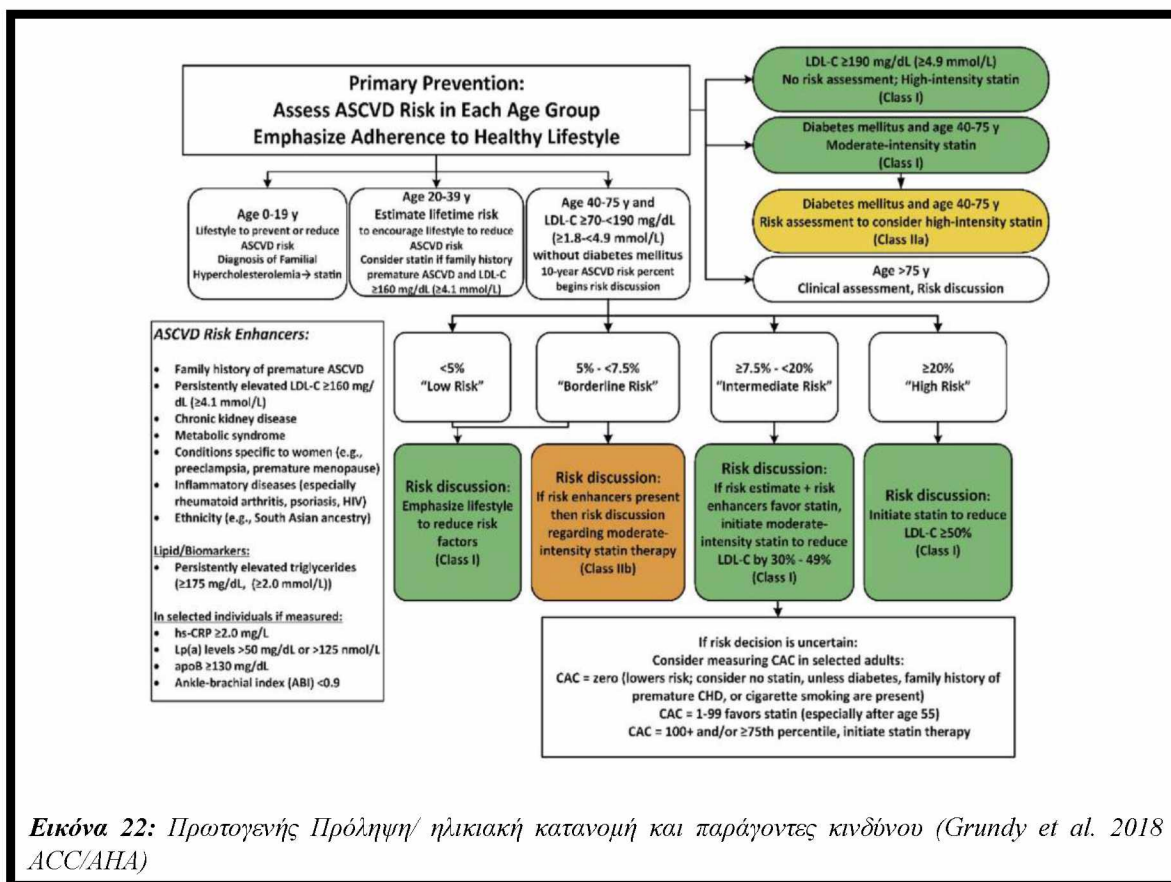 Primary Prevention:
Assess ASCVD Risk in Each Age Group
Emphasize Adherence to Healthy Lifestyle
LDL-C ≥190 mg/dL (≥4.9 mmol/L)
No risk assessment; High-intensity statin
(Class I)
Diabetes mellitus and age 40-75 y
Moderate-intensity statin
(Class I)
Diabetes mellitus and age 40-75 y
Risk assessment to consider high-intensity statin
(Class IIa)
Age >75 y
Clinical assessment, Risk discussion
Age 0-19 y
Lifestyle to prevent or reduce
ASCVD risk
Diagnosis of Familial
Hypercholesterolemia→ statin
Age 20-39 y
Estimate lifetime risk
to encourage lifestyle to reduce
ASCVD risk
Consider statin if family history
premature ASCVD and LDL-C
≥160 mg/dL (≥4.1 mmol/L)
Age 40-75 y and
LDL-C ≥70-<190 mg/dL
(≥1.8-<4.9 mmol/L)
without diabetes mellitus
10-year ASCVD risk percent
begins risk discussion
ASCVD Risk Enhancers:
• Family history of premature ASCVD
• Persistently elevated LDL-C ≥160 mg/
dL (≥4.1 mmol/L)
• Chronic kidney disease
• Metabolic syndrome
• Conditions specific to women (e.g.,
preeclampsia, premature menopause)
• Inflammatory diseases (especially
rheumatoid arthritis, psoriasis, HIV)
• Ethnicity (e.g., South Asian ancestry)
Lipid/Biomarkers:
• Persistently elevated triglycerides
(≥175 mg/dL, (≥2.0 mmol/L))
In selected individuals if measured:
• hs-CRP ≥2.0 mg/L
• Lp(a) levels >50 mg/dL or >125 nmol/L
• apoB ≥130 mg/dL
• Ankle-brachial index (ABI) <0.9
<5%
"Low Risk"
5% - <7.5%
"Borderline Risk"
≥7.5% - <20%
"Intermediate Risk"
≥20%
"High Risk"
Risk discussion:
Emphasize lifestyle
to reduce risk
factors
(Class I)
Risk discussion:
If risk enhancers present
then risk discussion
regarding moderate-
intensity statin therapy
(Class IIb)
Risk discussion:
If risk estimate + risk
enhancers favor statin,
initiate moderate-
intensity statin to reduce
LDL-C by 30% - 49%
(Class I)
Risk discussion:
Initiate statin to reduce
LDL-C ≥50%
(Class I)
If risk decision is uncertain:
Consider measuring CAC in selected adults:
CAC = zero (lowers risk; consider no statin, unless diabetes, family history of
premature CHD, or cigarette smoking are present)
CAC = 1-99 favors statin (especially after age 55)
CAC = 100+ and/or ≥75th percentile, initiate statin therapy
Εικόνα 22: Πρωτογενής Πρόληψη/ ηλικιακή κατανομή και παράγοντες κινδύνου (Grundy et al. 2018
ACC/AHA)